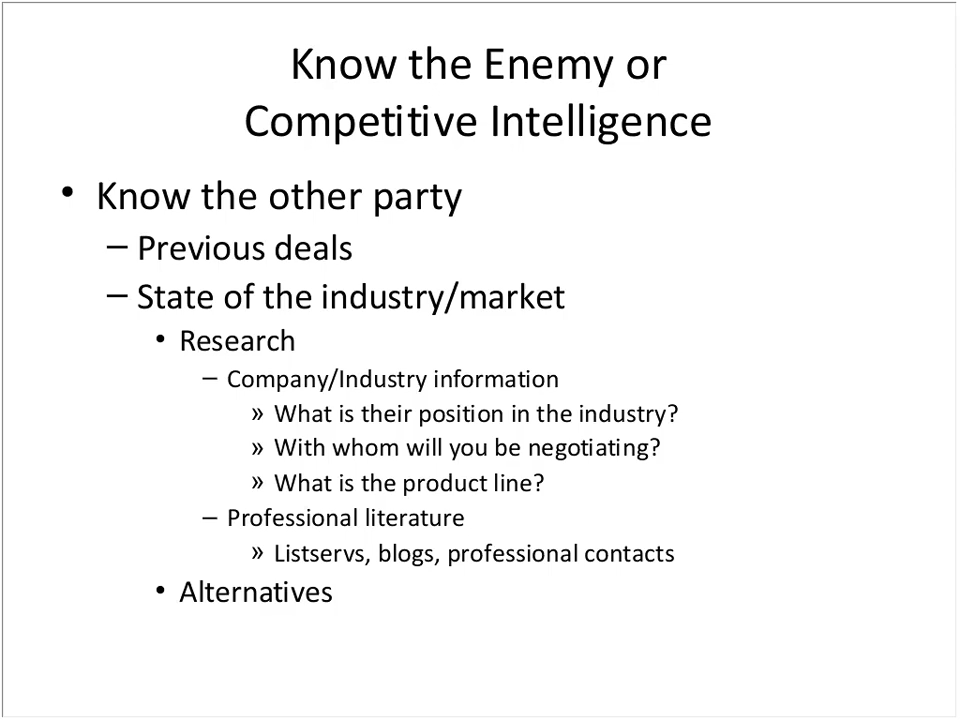 Know the Enemy or
Competitive Intelligence
• Know the other party
– Previous deals
– State of the industry/market
• Research
– Company/Industry information
» What is their position in the industry?
» With whom will you be negotiating?
» What is the product line?
– Professional literature
» Listservs, blogs, professional contacts
• Alternatives